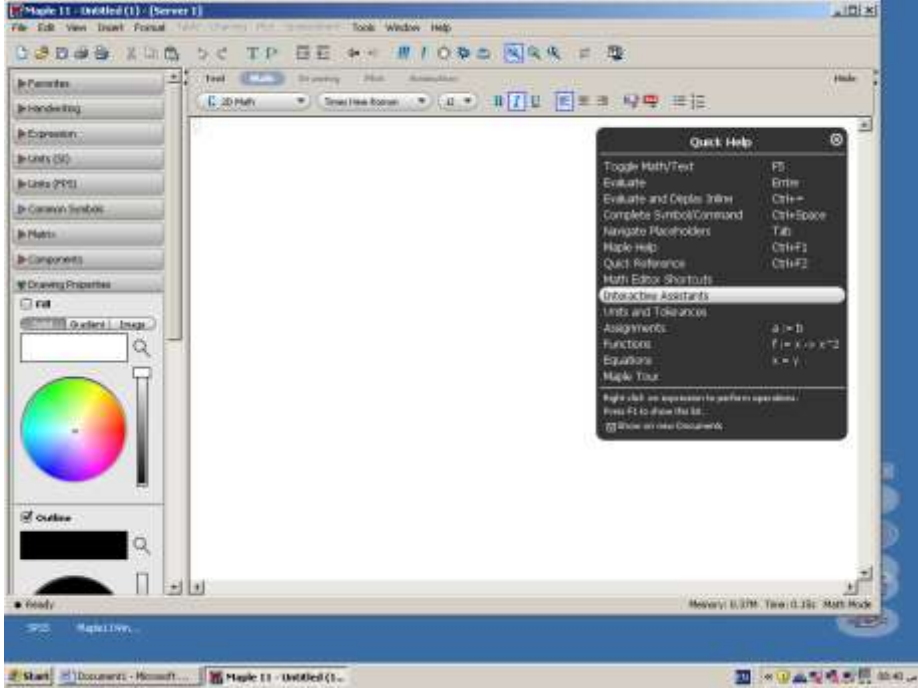 Maple 11 - Untitled (1) - [Server 1]
File Edit View Insert Format Tools Window Help
Text Math Drawing Plot Animation Hide
2D Math Times New Roman 12
Favorites
Handwriting
Expression
Units (SI)
Units (FPS)
Common Symbols
Matrix
Components
Drawing Properties
Fill
Gradient Image
Outline
Quick Help
Toggle Math/Text F5
Evaluate Enter
Evaluate and Display Inline Ctrl+=
Complete Symbol/Command Ctrl+Space
Navigate Placeholders Tab
Maple Help Ctrl+F1
Quick Reference Ctrl+F2
Math Editor Shortcuts
Interactive Assistants
Units and Tolerances
Assignments a := b
Functions f := x -> x^2
Equations x = y
Maple Tour
Right click on expression to perform operations.
Press F1 to show this list.
Show on new Documents
Ready Memory: 0.37M Time: 0.18s Math Mode
SPSS Maple11Win...
Start Document1 - Microsoft ... Maple 11 - Untitled (1...